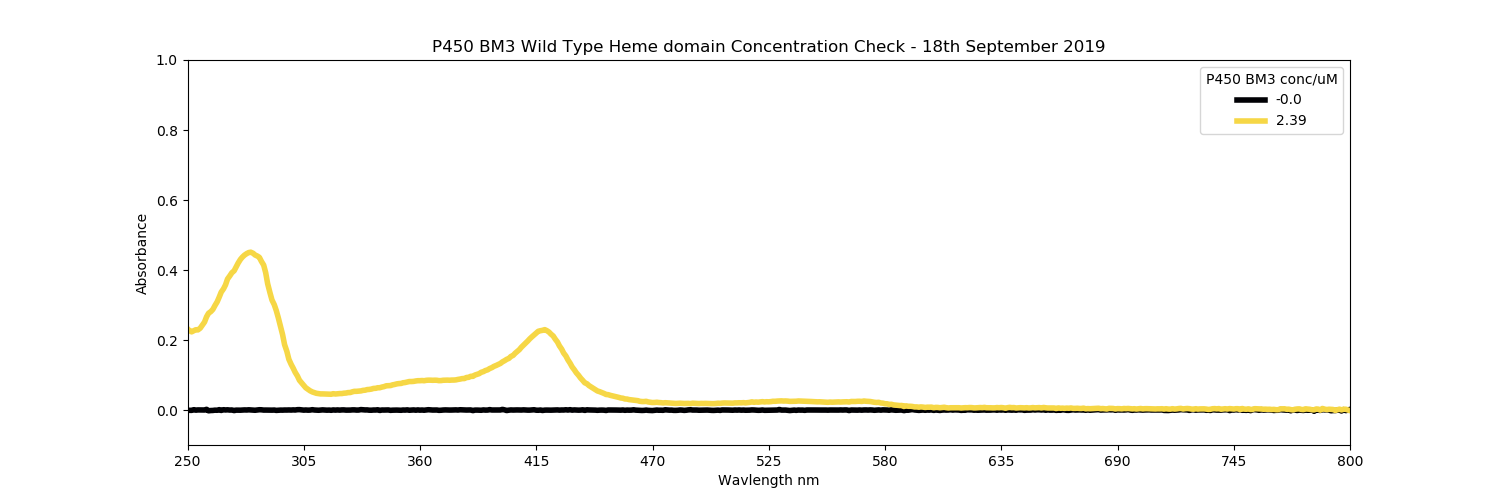 P450 BM3 Wild Type Heme domain Concentration Check - 18th September 2019
P450 BM3 conc/uM
-0.0
2.39
Absorbance
1.0
0.8
0.6
0.4
0.2
0.0
250 305 360 415 470 525 580 635 690 745 800
Wavlength nm